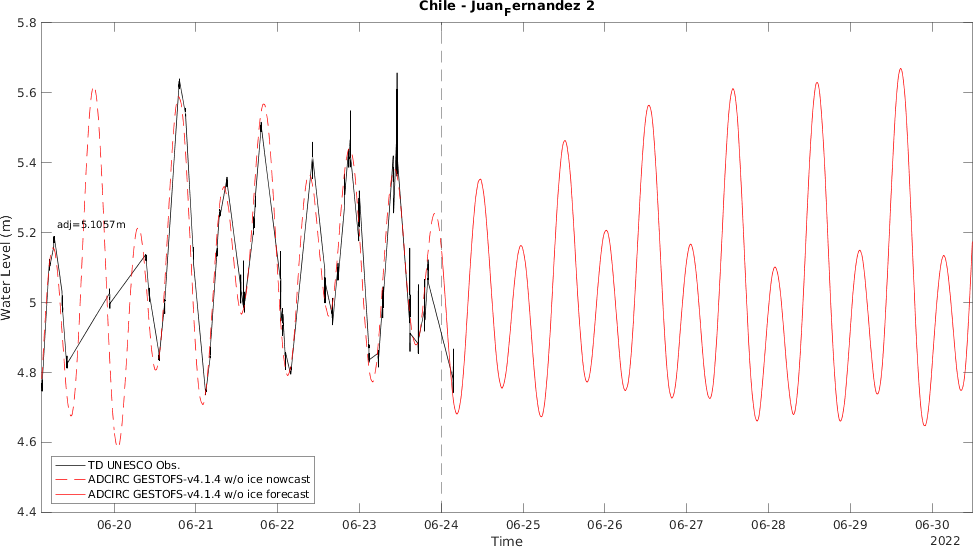 Chile - Juan_Fernandez 2
5.8
5.6
5.4
5.2
5
4.8
4.6
4.4
Water Level (m)
adj=5.1057m
TD UNESCO Obs.
ADCIRC GESTOFS-v4.1.4 w/o ice nowcast
ADCIRC GESTOFS-v4.1.4 w/o ice forecast
06-20 06-21 06-22 06-23 06-24 06-25 06-26 06-27 06-28 06-29 06-30
Time
2022